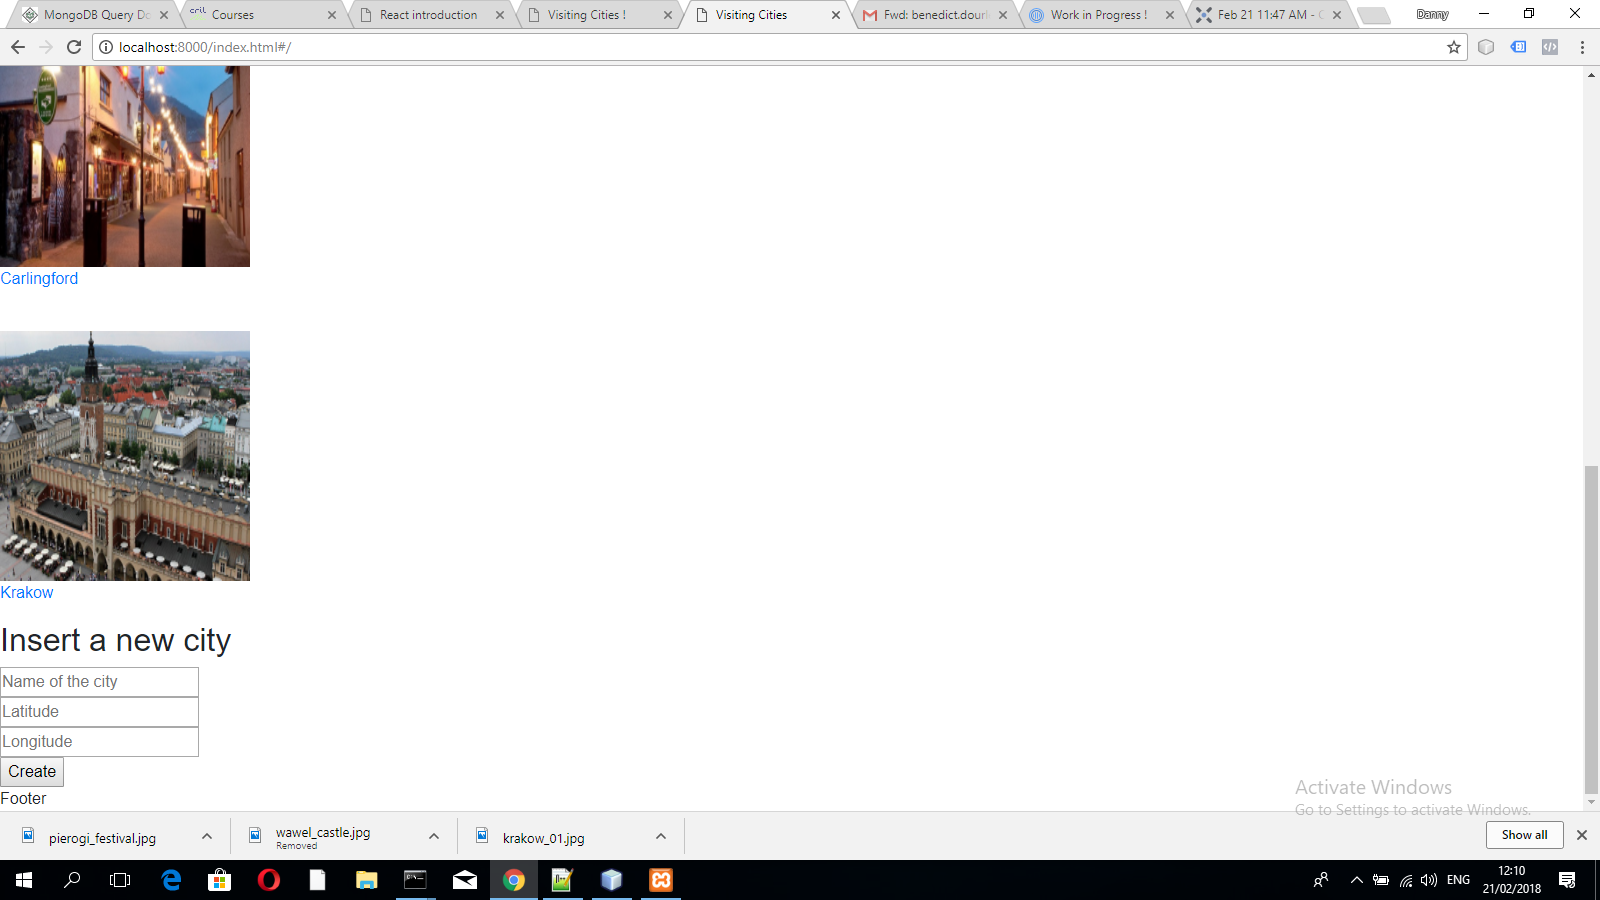 MongoDB Query Do
cril
Courses
React introduction
Visiting Cities !
Visiting Cities
Fwd: benedict.dourk
Work in Progress !
Feb 21 11:47 AM - C
Danny
localhost:8000/index.html#/
Carlingford
Krakow
Insert a new city
Name of the city
Latitude
Longitude
Create
Footer
Activate Windows
Go to Settings to activate Windows.
pierogi_festival.jpg
wawel_castle.jpg
Removed
krakow_01.jpg
Show all
ENG
12:10
21/02/2018